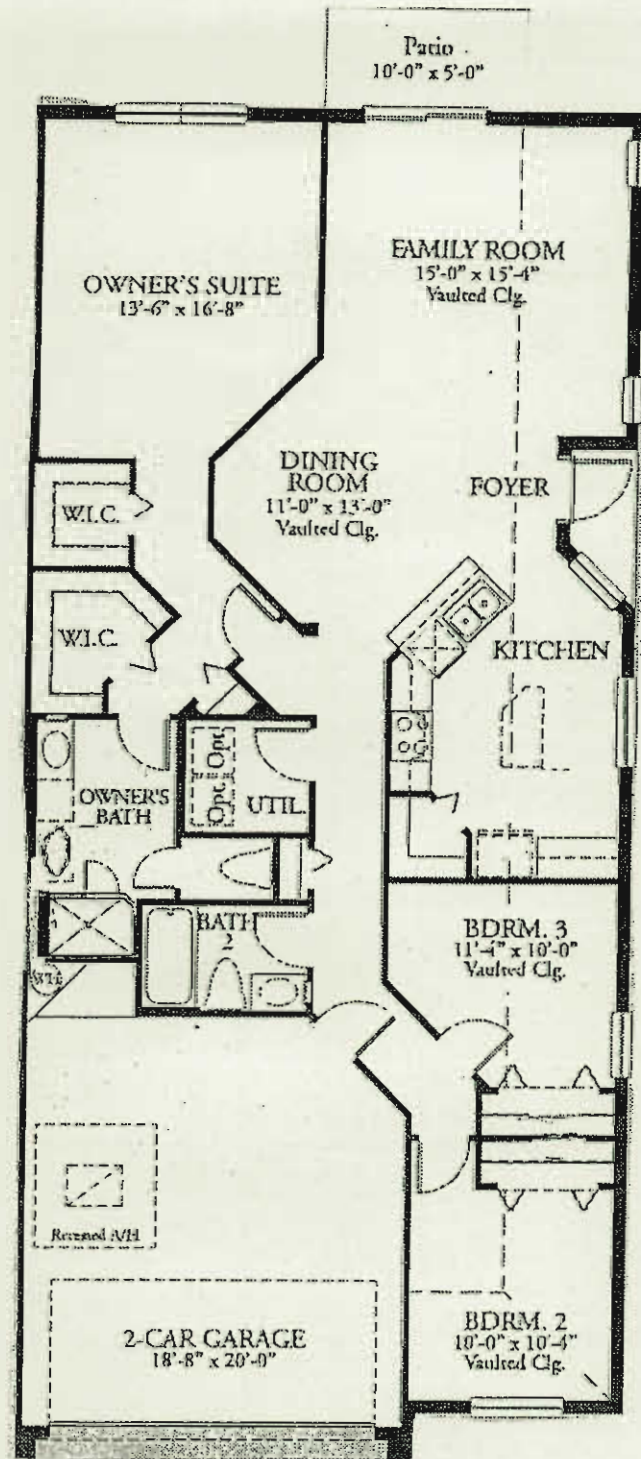 Patio
10'-0" x 5'-0"
OWNER'S SUITE
13'-6" x 16'-8"
FAMILY ROOM
15'-0" x 15'-4"
Vaulted Clg.
DINING
ROOM
11'-0" x 13'-0"
Vaulted Clg.
FOYER
W.I.C.
W.I.C.
KITCHEN
Opt.
Opt.
UTIL.
OWNER'S
BATH
BATH
2
BDRM. 3
11'-4" x 10'-0"
Vaulted Clg.
WH
Recessed A/H
2-CAR GARAGE
18'-8" x 20'-0"
BDRM. 2
10'-0" x 10'-4"
Vaulted Clg.